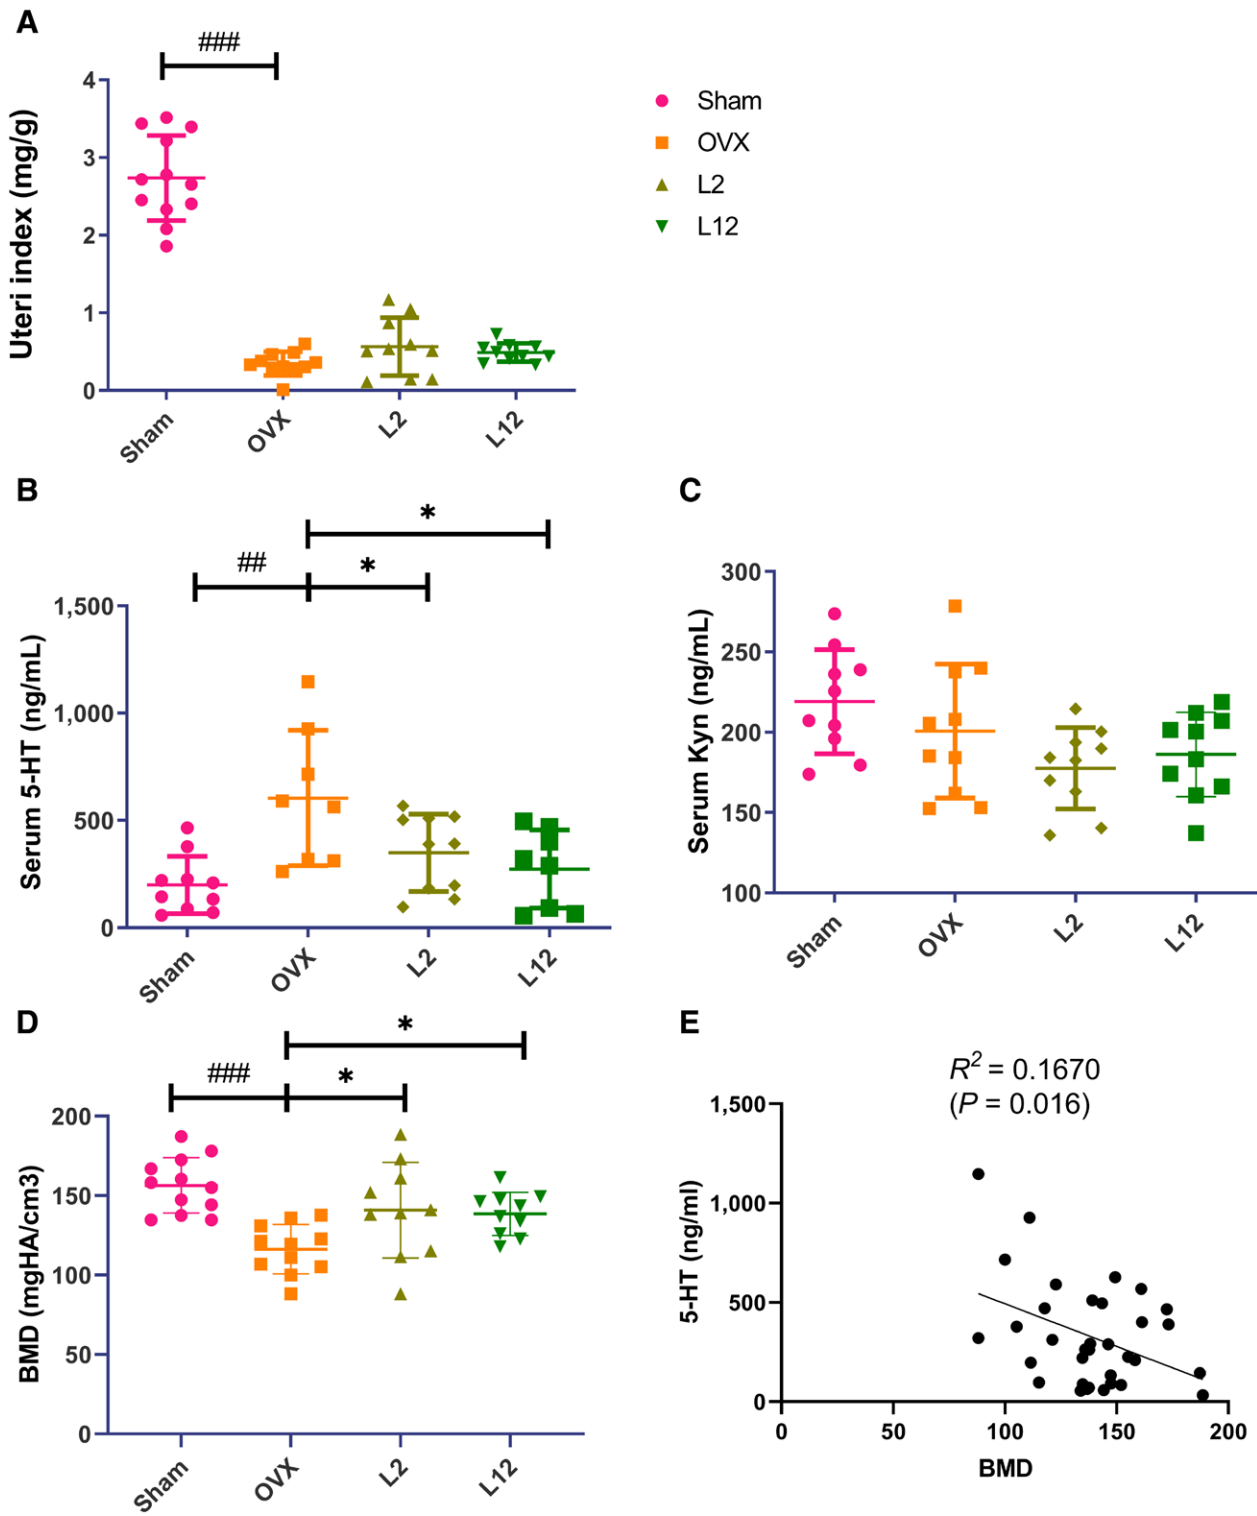 A
###
4
3
2
1
0
Uteri index (mg/g)
Sham
OVX
L2
L12
Sham
OVX
L2
L12
B
*
##
*
1,500
1,000
500
0
Serum 5-HT (ng/mL)
Sham
OVX
L2
L12
C
300
250
200
150
100
Serum Kyn (ng/mL)
Sham
OVX
L2
L12
D
*
###
*
200
150
100
50
0
BMD (mgHA/cm3)
Sham
OVX
L2
L12
E
R² = 0.1670
(P = 0.016)
1,500
1,000
500
0
5-HT (ng/ml)
0 50 100 150 200
BMD